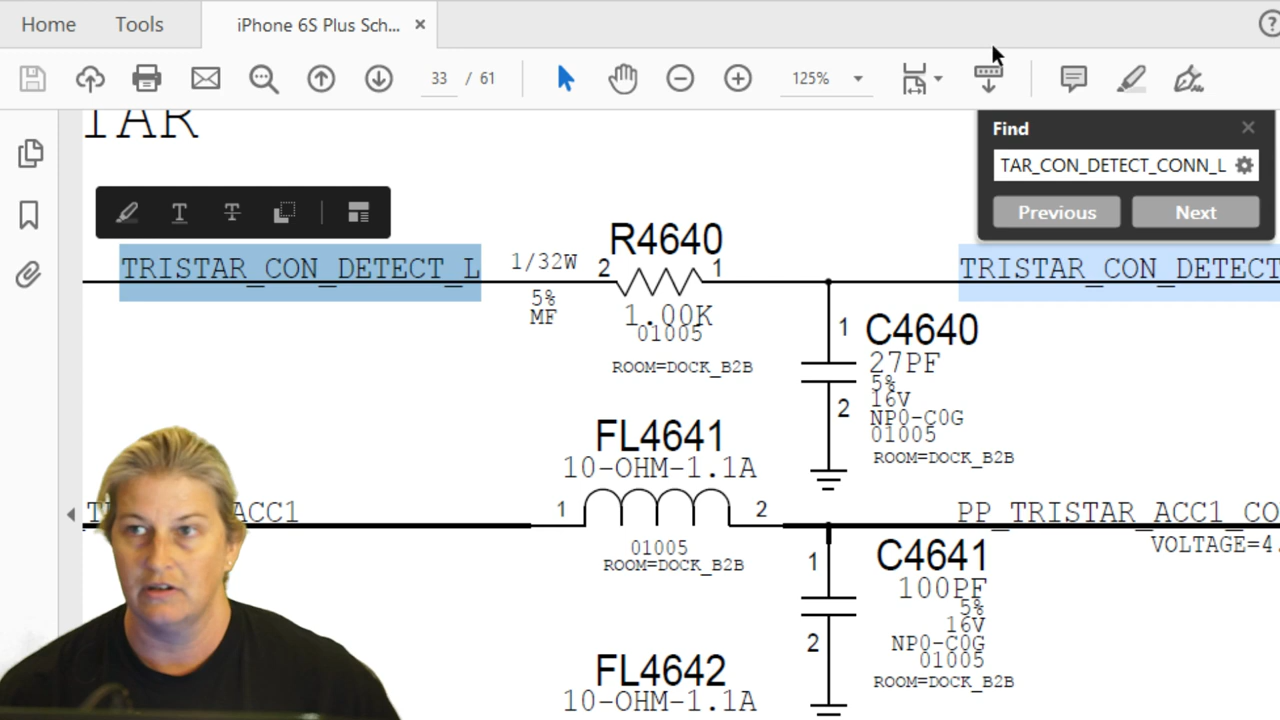 Home Tools iPhone 6S Plus Sch... ×
33 / 61 125%
TAR
Find
TAR_CON_DETECT_CONN_L
Previous Next
TRISTAR_CON_DETECT_L
1/32W
5%
MF
2 R4640 1
1.00K
01005
ROOM=DOCK_B2B
TRISTAR_CON_DETECT
1 C4640
27PF
5%
16V
2 NP0-C0G
01005
ROOM=DOCK_B2B
ACC1
FL4641
10-OHM-1.1A
1 2
01005
ROOM=DOCK_B2B
PP_TRISTAR_ACC1_CO
VOLTAGE=4.
1 C4641
100PF
5%
16V
2 NP0-C0G
01005
ROOM=DOCK_B2B
FL4642
10-OHM-1.1A